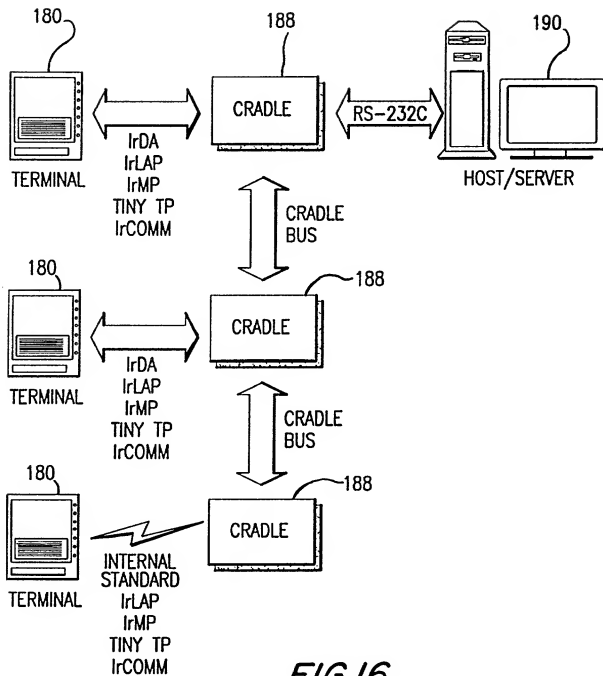 180
188
190
CRADLE
RS-232C
IrDA
IrLAP
IrMP
TINY TP
IrCOMM
TERMINAL
HOST/SERVER
CRADLE
BUS
180
188
CRADLE
IrDA
IrLAP
IrMP
TINY TP
IrCOMM
TERMINAL
CRADLE
BUS
180
188
CRADLE
INTERNAL
STANDARD
IrLAP
IrMP
TINY TP
IrCOMM
TERMINAL
FIG.16